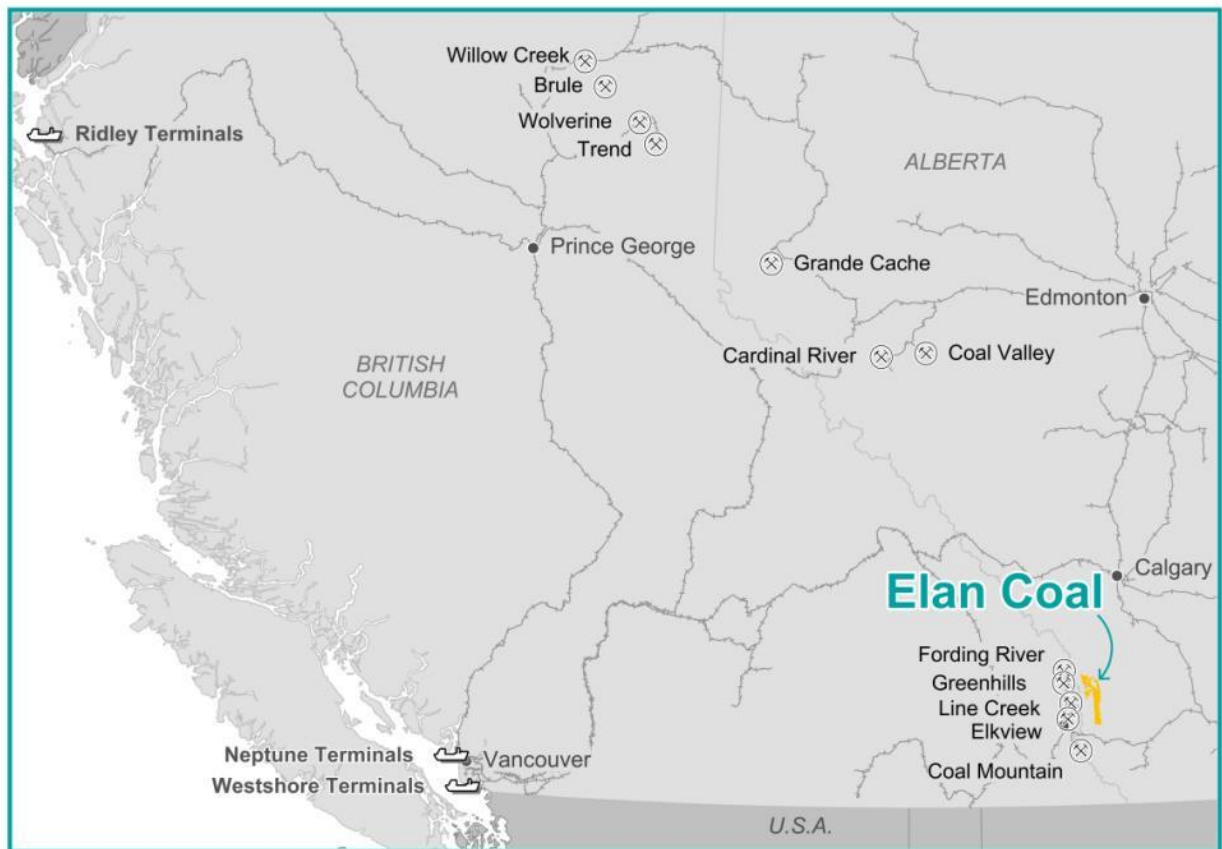 Willow Creek
Brule
Ridley Terminals
Wolverine
Trend
ALBERTA
Prince George
Grande Cache
Edmonton
Cardinal River
Coal Valley
BRITISH
COLUMBIA
Calgary
Elan Coal
Fording River
Greenhills
Line Creek
Elkview
Neptune Terminals
Vancouver
Coal Mountain
Westshore Terminals
U.S.A.